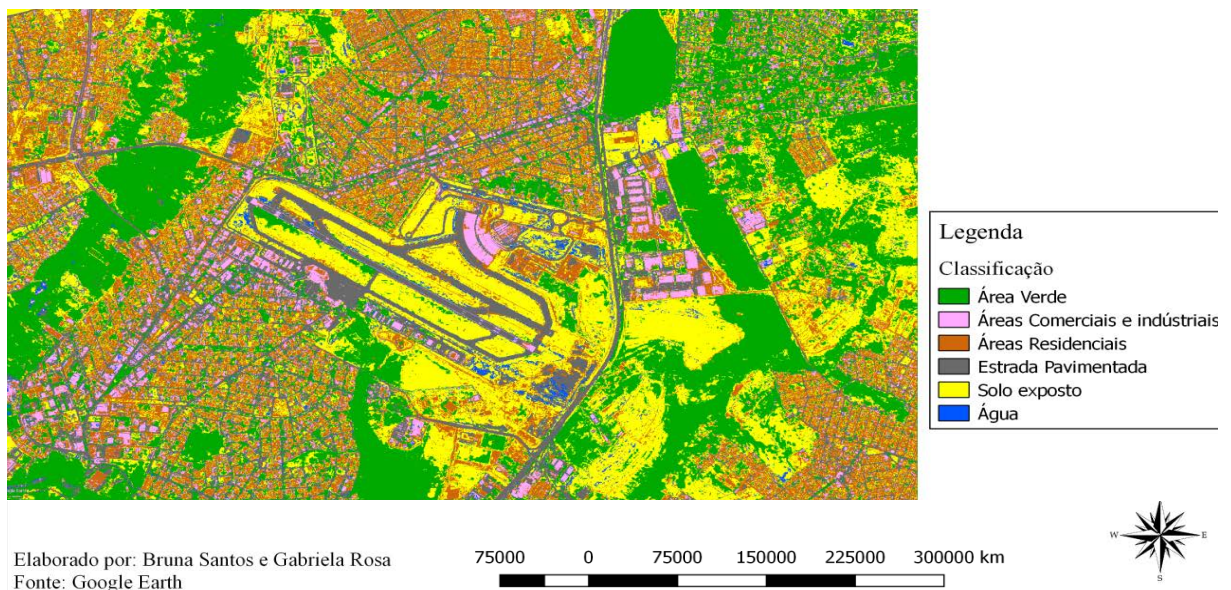 Legenda
Classificação
Área Verde
Áreas Comerciais e indústriais
Áreas Residenciais
Estrada Pavimentada
Solo exposto
Água
Elaborado por: Bruna Santos e Gabriela Rosa
Fonte: Google Earth
75000 0 75000 150000 225000 300000 km
W E
S